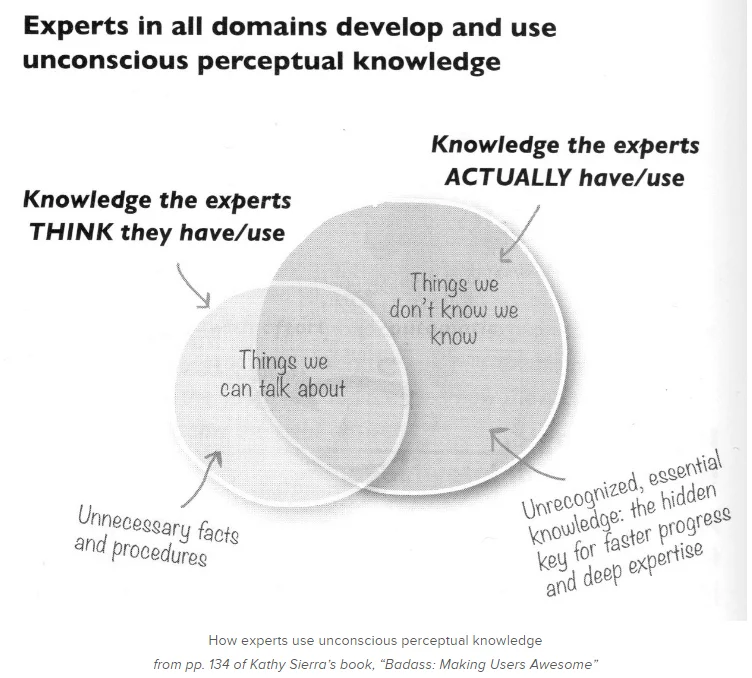 Experts in all domains develop and use
unconscious perceptual knowledge
Knowledge the experts
ACTUALLY have/use
Knowledge the experts
THINK they have/use
Things we
don't know we
know
Things we
can talk about
Unnecessary facts
and procedures
Unrecognized, essential
knowledge: the hidden
key for faster progress
and deep expertise
How experts use unconscious perceptual knowledge
from pp. 134 of Kathy Sierra's book, “Badass: Making Users Awesome”